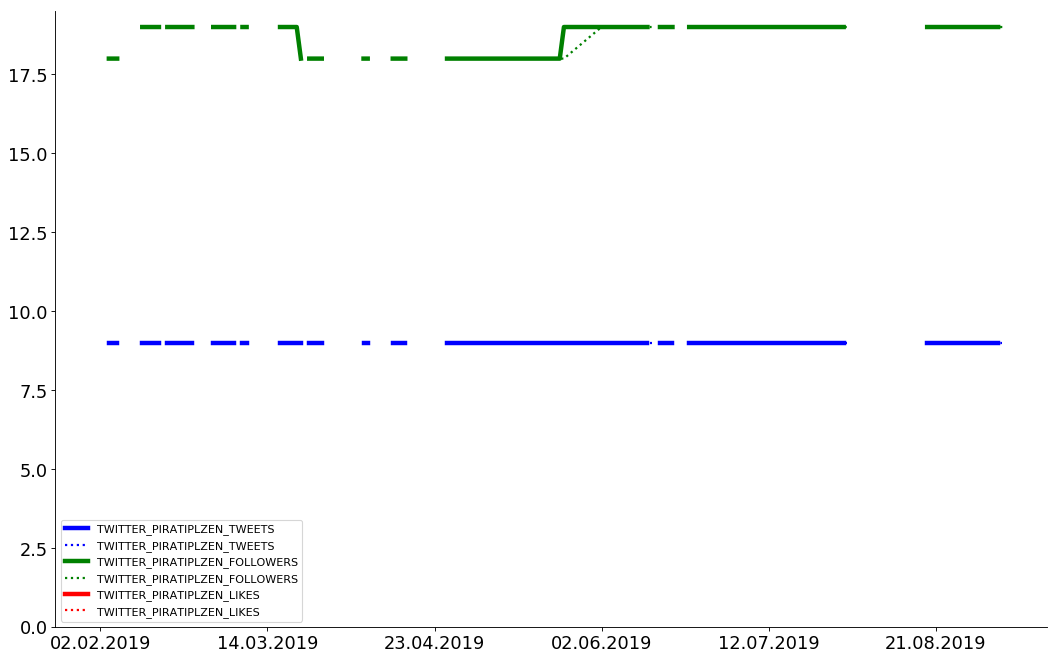 17.5
15.0
12.5
10.0
7.5
5.0
2.5
0.0
TWITTER_PIRATIPLZEN_TWEETS
TWITTER_PIRATIPLZEN_TWEETS
TWITTER_PIRATIPLZEN_FOLLOWERS
TWITTER_PIRATIPLZEN_FOLLOWERS
TWITTER_PIRATIPLZEN_LIKES
TWITTER_PIRATIPLZEN_LIKES
02.02.2019 14.03.2019 23.04.2019 02.06.2019 12.07.2019 21.08.2019